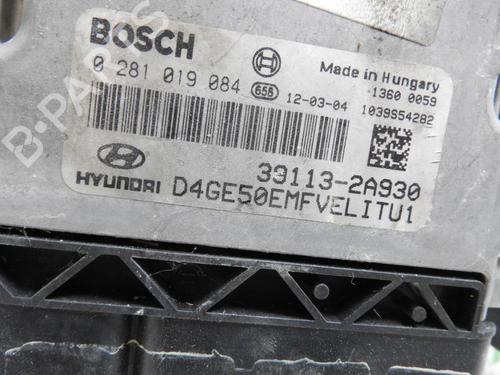 BOSCH
0 281 019 084 656 12-03-04
Made in Hungary
1360 0059
1039S54282
39113-2A930
HYUNDAI D4GE50EMFVELITU1
B-PARTS